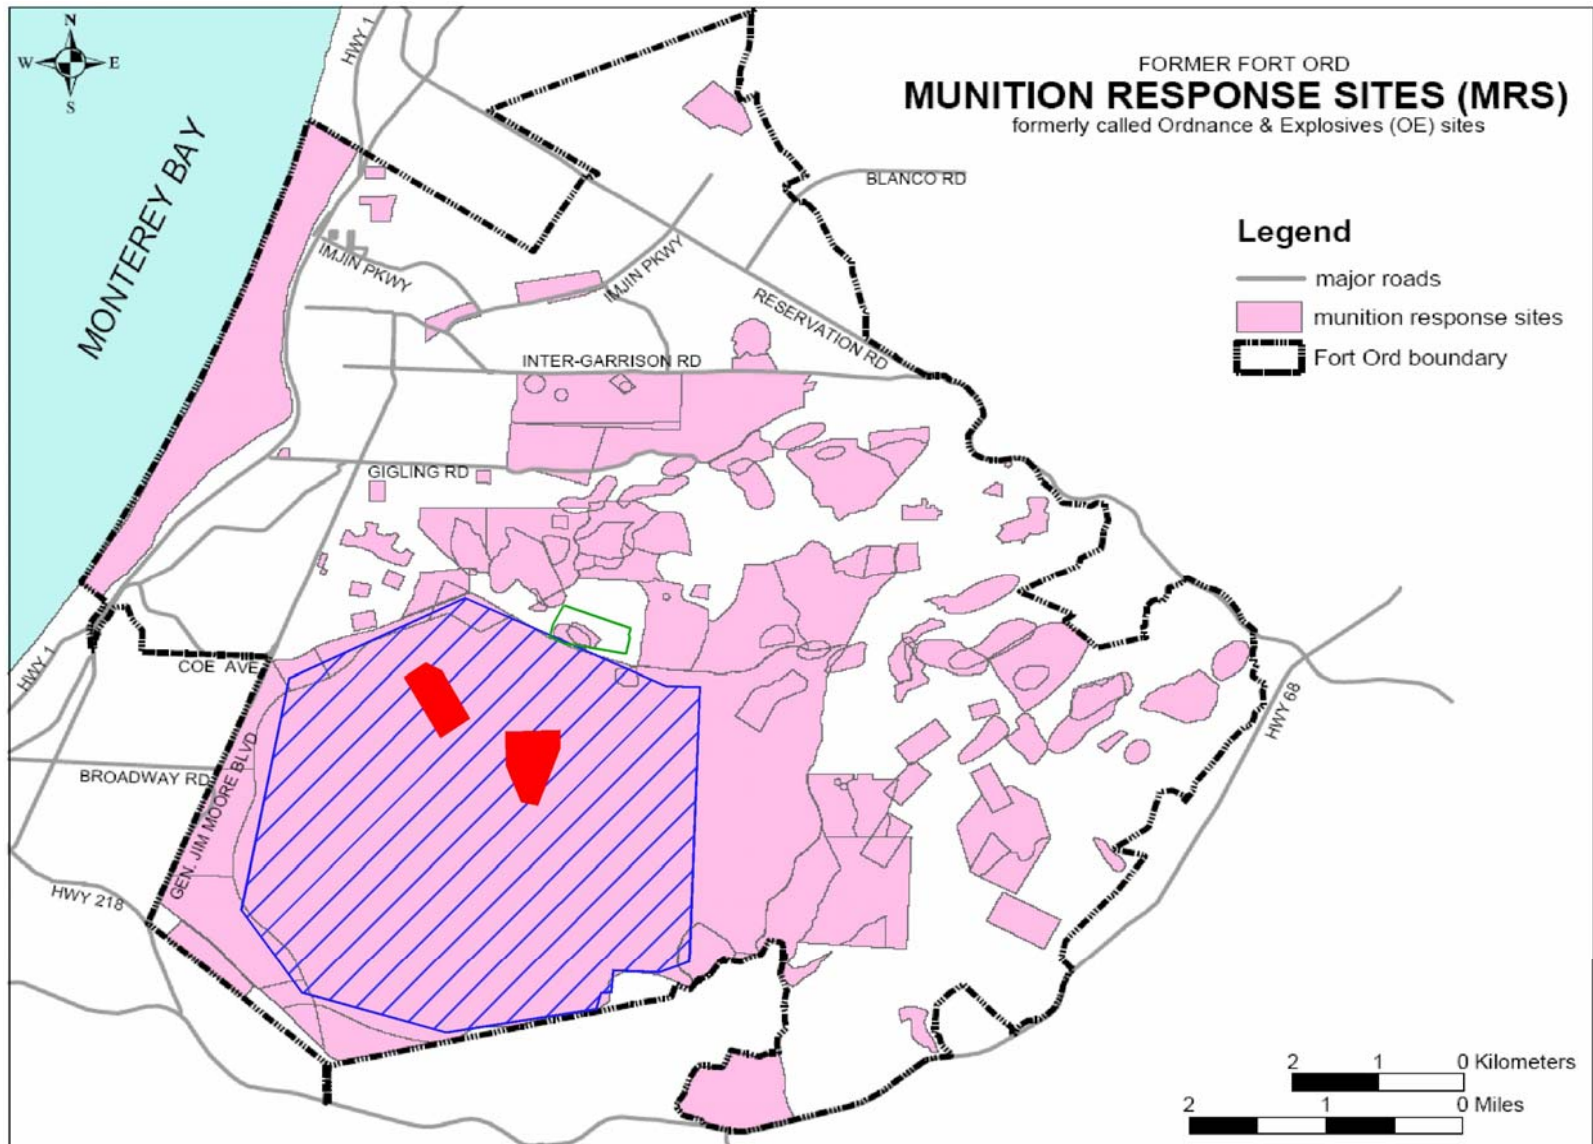 N
W E
S
HWY 1
FORMER FORT ORD
MUNITION RESPONSE SITES (MRS)
formerly called Ordnance & Explosives (OE) sites
MONTEREY BAY
BLANCO RD
Legend
major roads
munition response sites
Fort Ord boundary
IMJIN PKWY
IMJIN PKWY
RESERVATION RD
INTER-GARRISON RD
GIGLING RD
HWY 1
COE AVE
HWY 68
BROADWAY RD
GEN. JIM MOORE BLVD
HWY 218
2 1 0 Kilometers
2 1 0 Miles